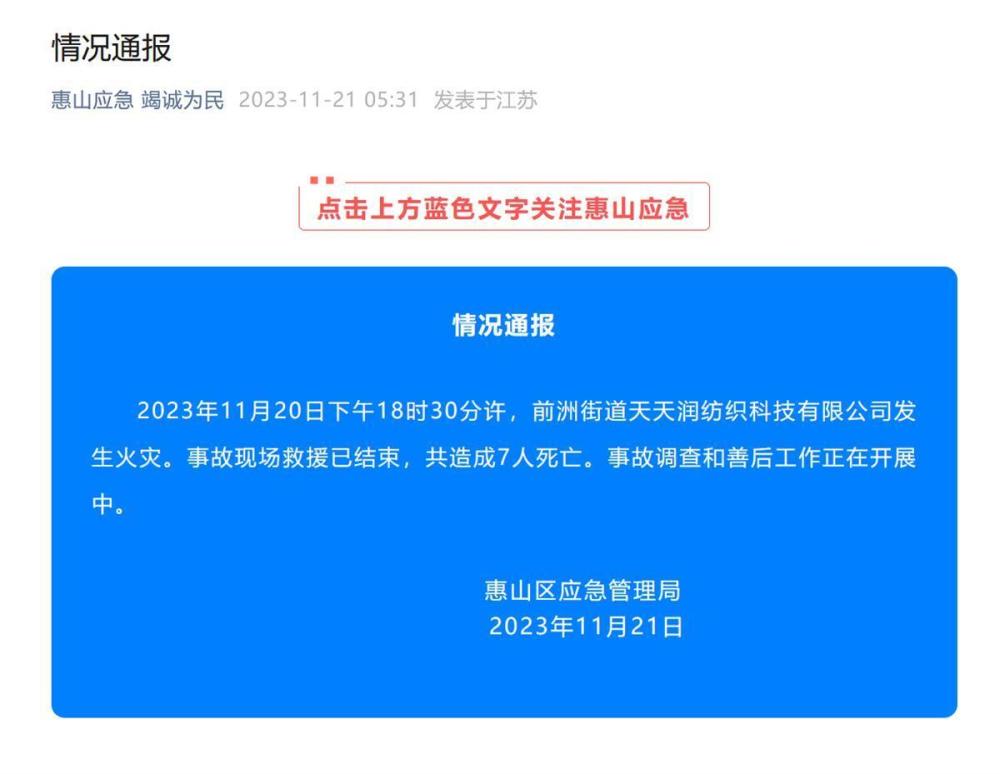 情况通报
惠山应急 竭诚为民 2023-11-21 05:31 发表于江苏
点击上方蓝色文字关注惠山应急
情况通报
2023年11月20日下午18时30分许，前洲街道天天润纺织科技有限公司发
生火灾。事故现场救援已结束，共造成7人死亡。事故调查和善后工作正在开展
中。
惠山区应急管理局
2023年11月21日